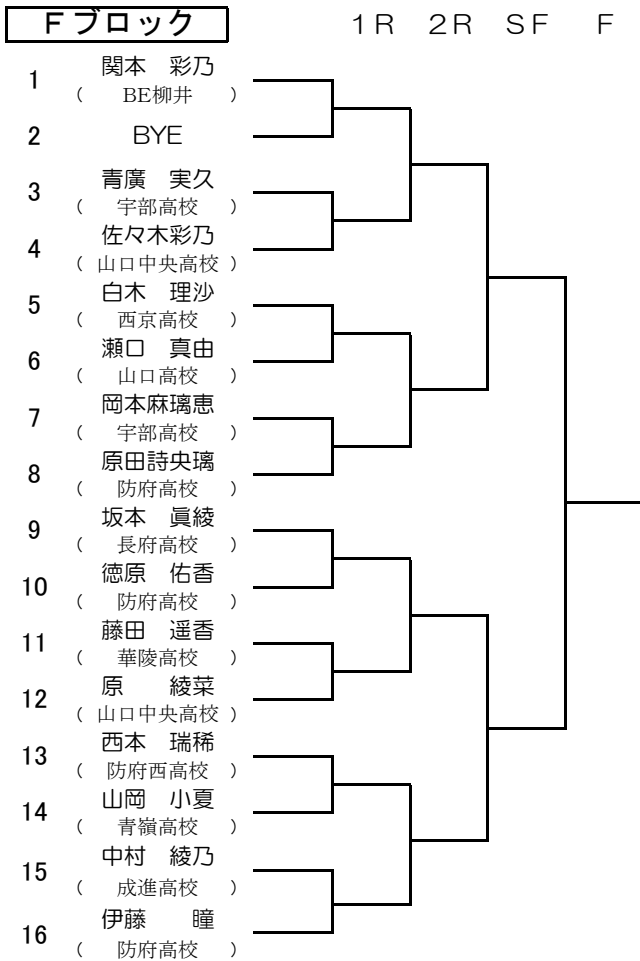 Ｆブロック
１Ｒ ２Ｒ ＳＦ Ｆ
1 関本　彩乃
（ BE柳井 ）
2 BYE
3 青廣　実久
（ 宇部高校 ）
4 佐々木彩乃
（ 山口中央高校 ）
5 白木　理沙
（ 西京高校 ）
6 瀬口　真由
（ 山口高校 ）
7 岡本麻璃恵
（ 宇部高校 ）
8 原田詩央璃
（ 防府高校 ）
9 坂本　眞綾
（ 長府高校 ）
10 徳原　佑香
（ 防府高校 ）
11 藤田　遥香
（ 華陵高校 ）
12 原　　綾菜
（ 山口中央高校 ）
13 西本　瑞稀
（ 防府西高校 ）
14 山岡　小夏
（ 青嶺高校 ）
15 中村　綾乃
（ 成進高校 ）
16 伊藤　　瞳
（ 防府高校 ）